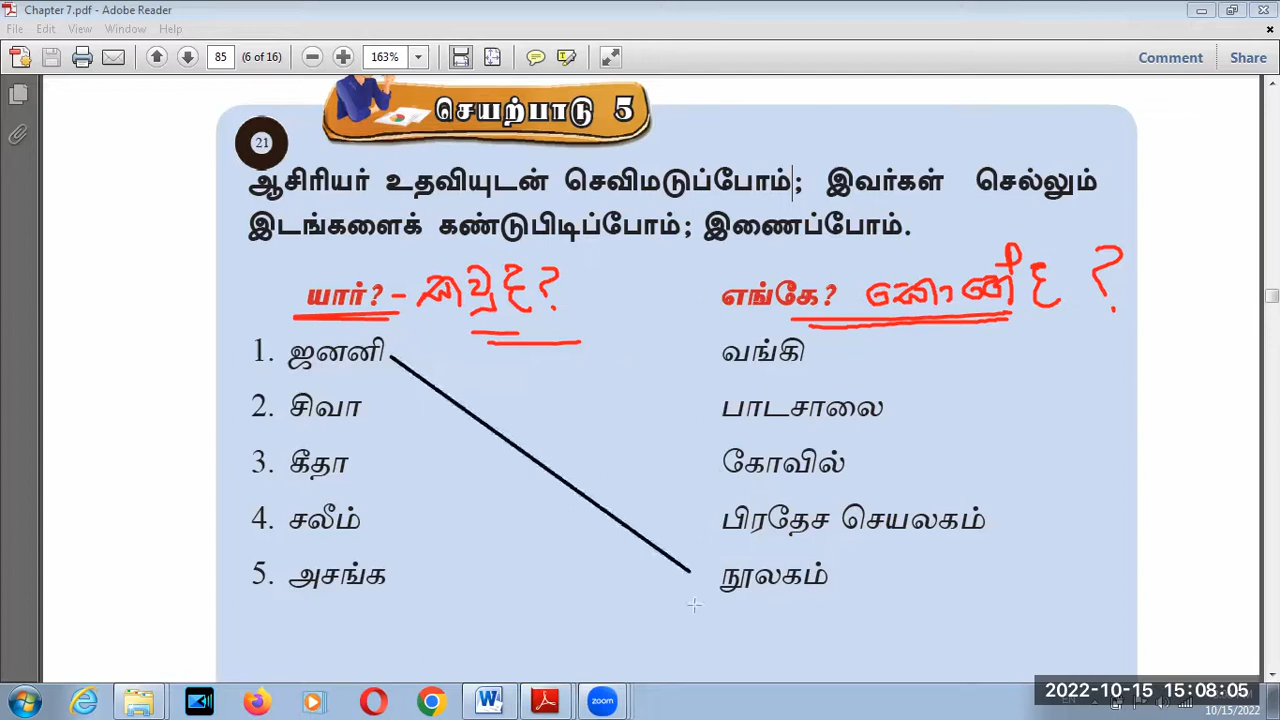 Chapter 7.pdf - Adobe Reader
File Edit View Window Help
85 (6 of 16) 163% Comment Share
செயற்பாடு 5
21
ஆசிரியர் உதவியுடன் செவிமடுப்போம்; இவர்கள் செல்லும்
இடங்களைக் கண்டுபிடிப்போம்; இணைப்போம்.
யார்? - කවුද? எங்கே? කොහේද ?
1. ஜனனி வங்கி
2. சிவா பாடசாலை
3. கீதா கோவில்
4. சலீம் பிரதேச செயலகம்
5. அசங்க நூலகம்
zoom
2022-10-15 15:08:05
10/15/2022